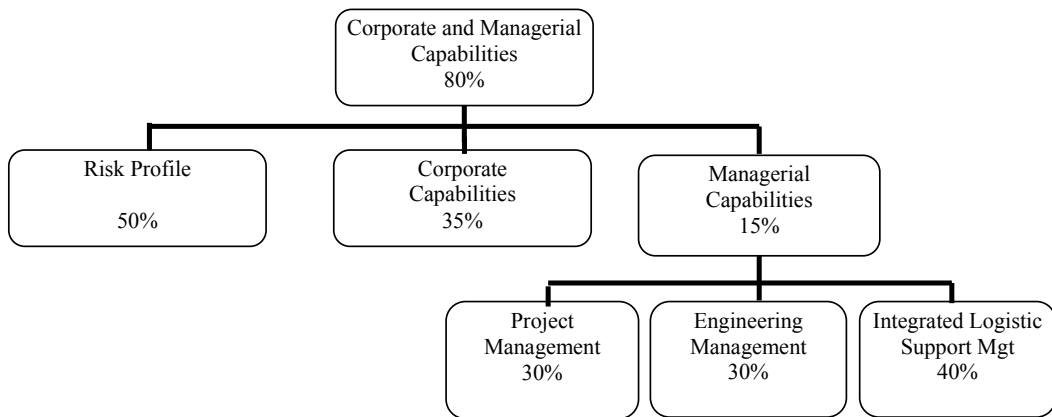 Corporate and Managerial
Capabilities
80%
Risk Profile
50%
Corporate
Capabilities
35%
Managerial
Capabilities
15%
Project
Management
30%
Engineering
Management
30%
Integrated Logistic
Support Mgt
40%